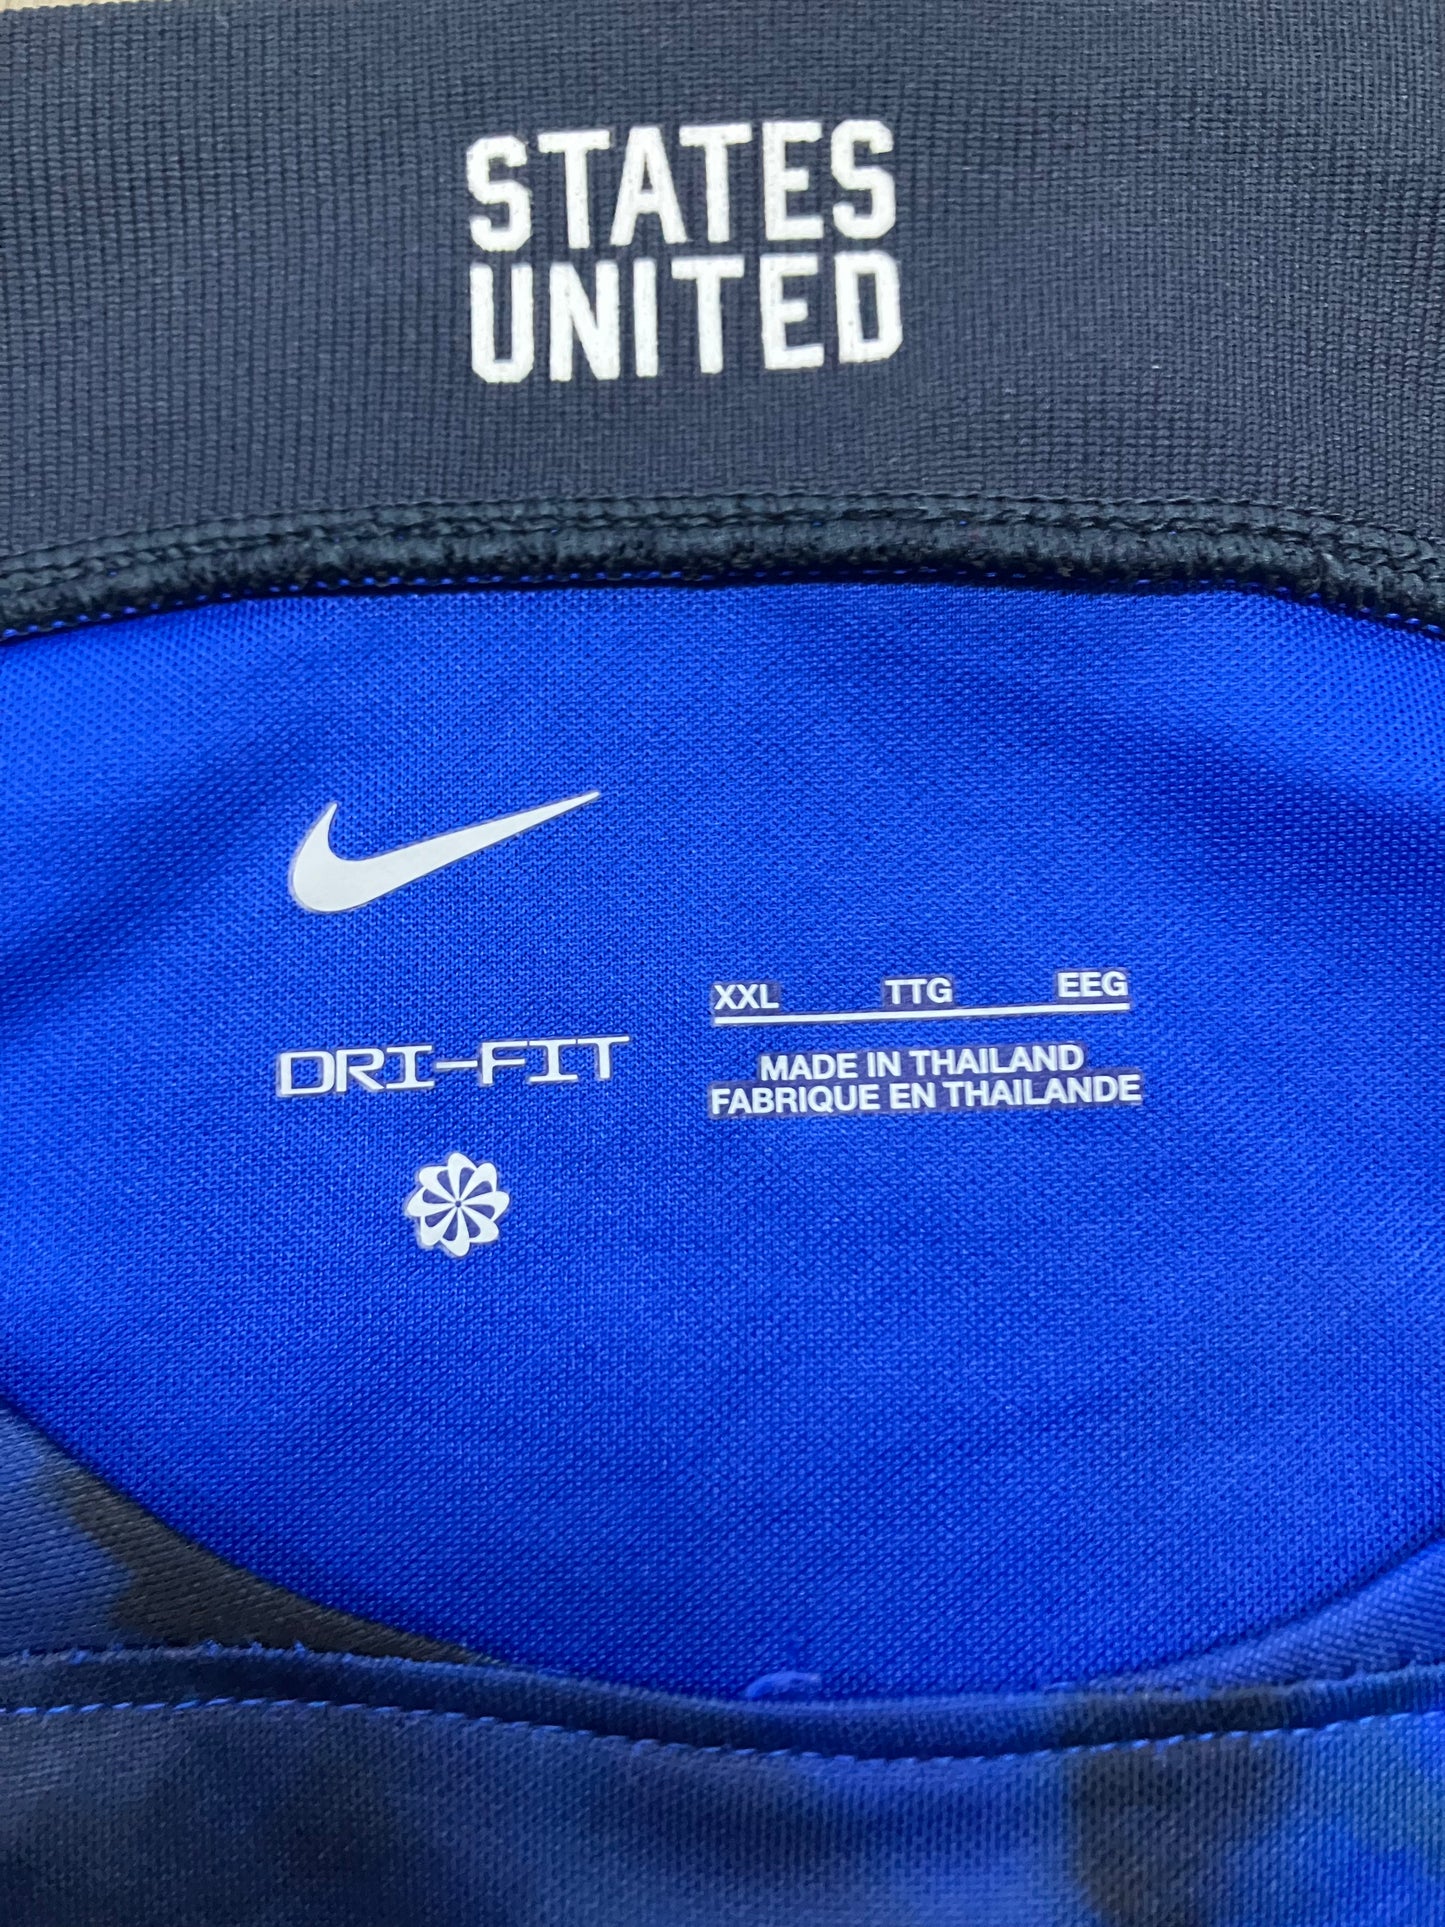 STATES
UNITED
DRI-FIT
XXL TTG EEG
MADE IN THAILAND
FABRIQUE EN THAILANDE